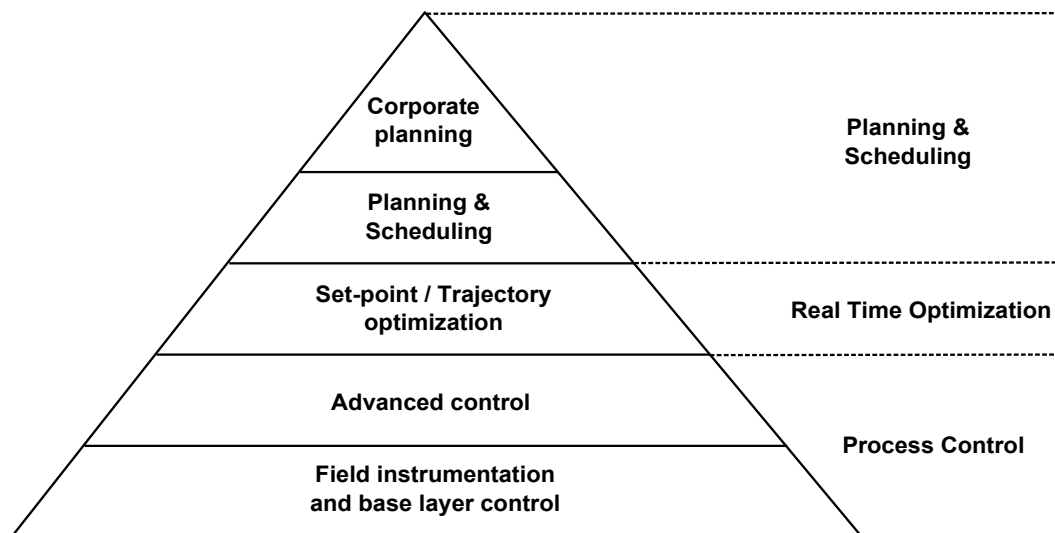 Corporate
planning
Planning &
Scheduling
Planning &
Scheduling
Set-point / Trajectory
optimization
Real Time Optimization
Advanced control
Process Control
Field instrumentation
and base layer control